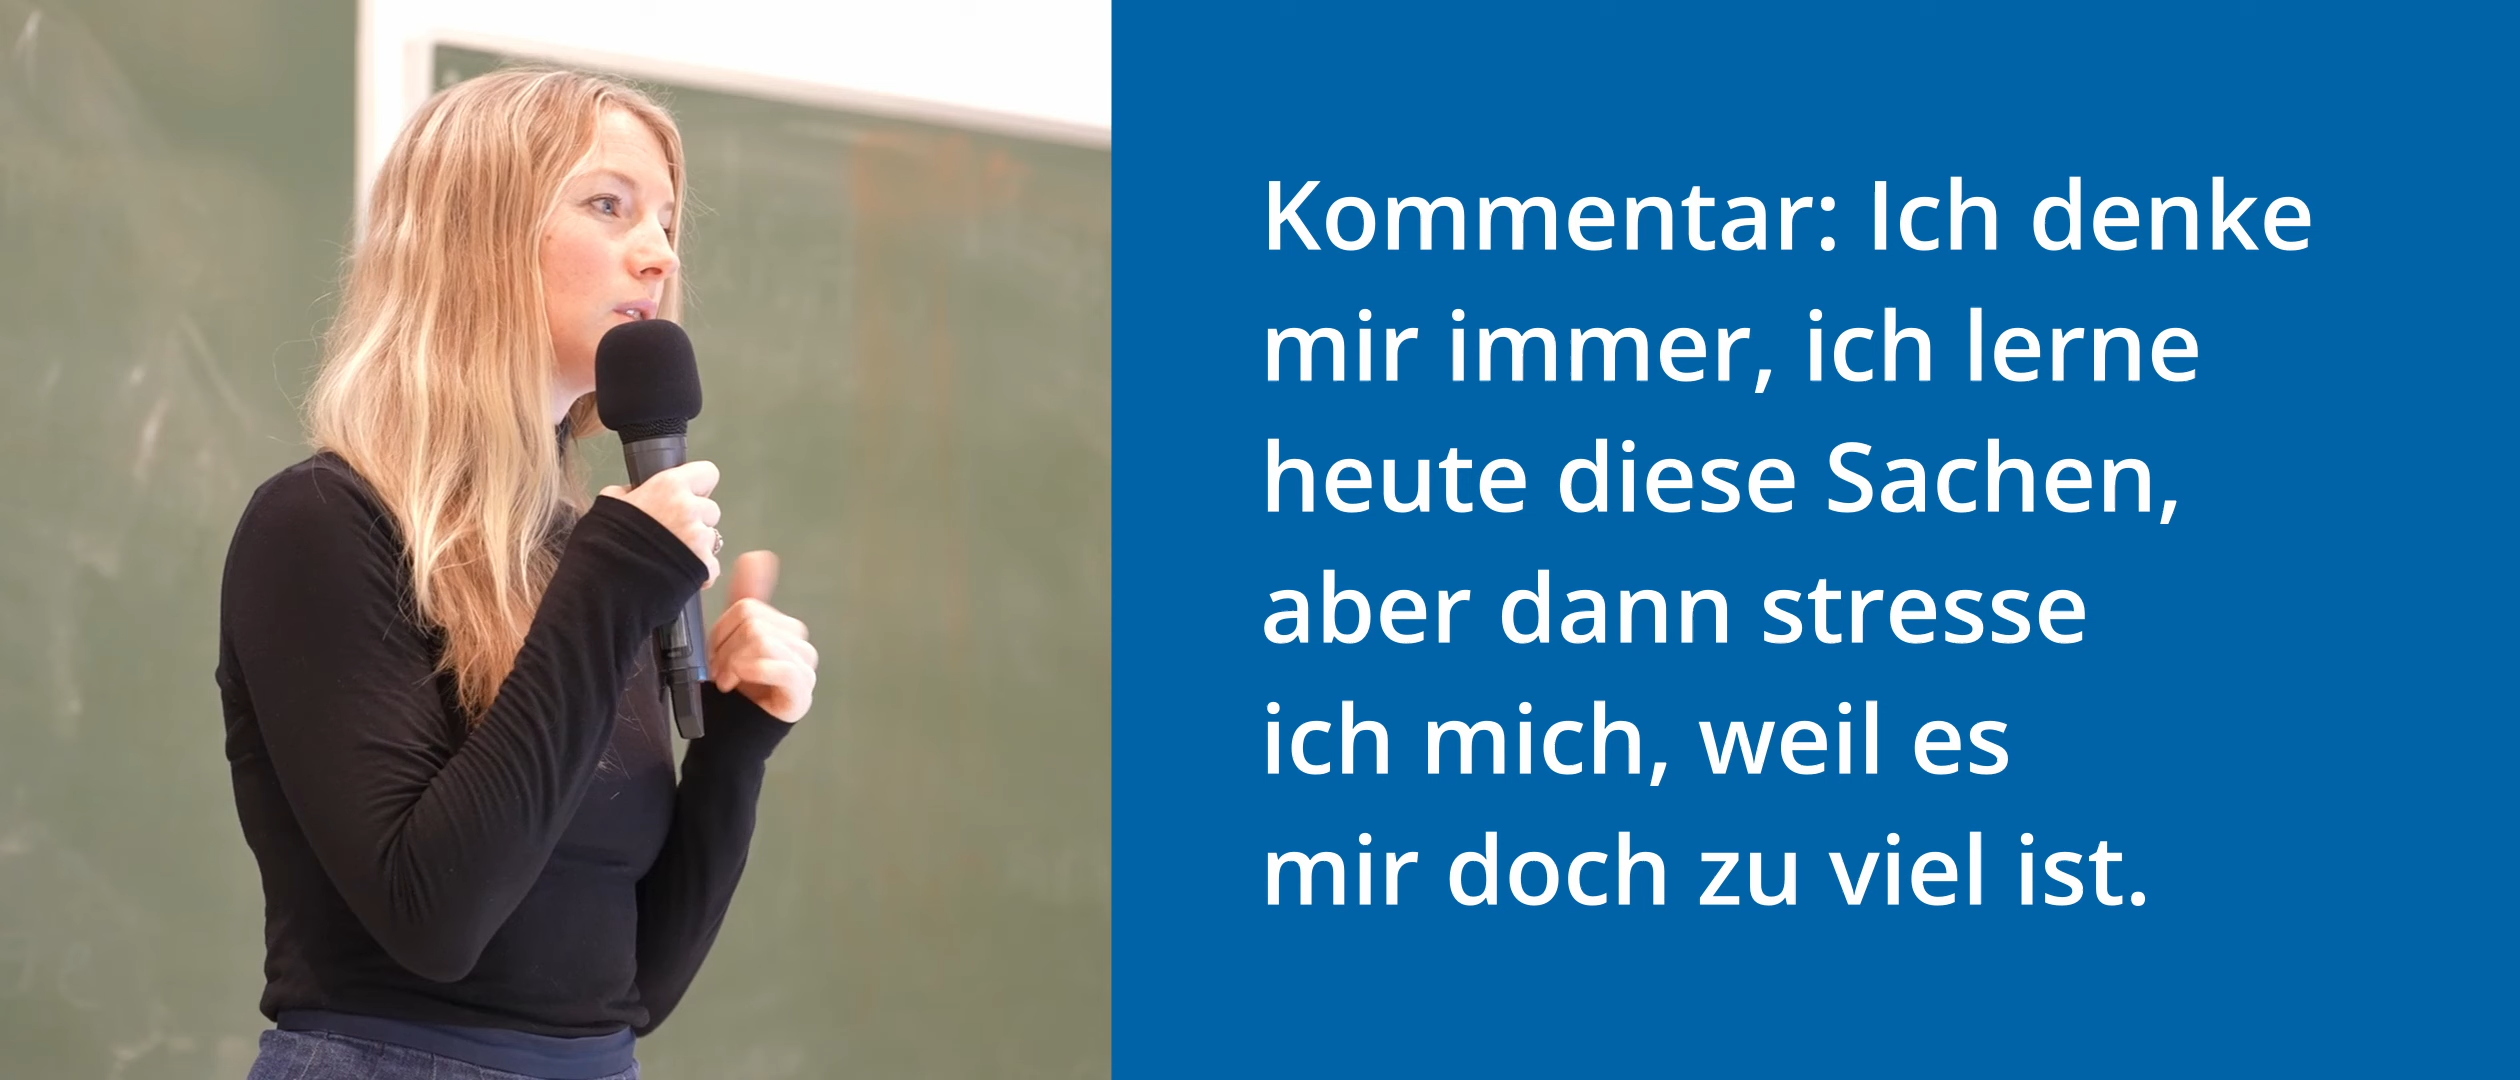 Kommentar: Ich denke
mir immer, ich lerne
heute diese Sachen,
aber dann stresse
ich mich, weil es
mir doch zu viel ist.